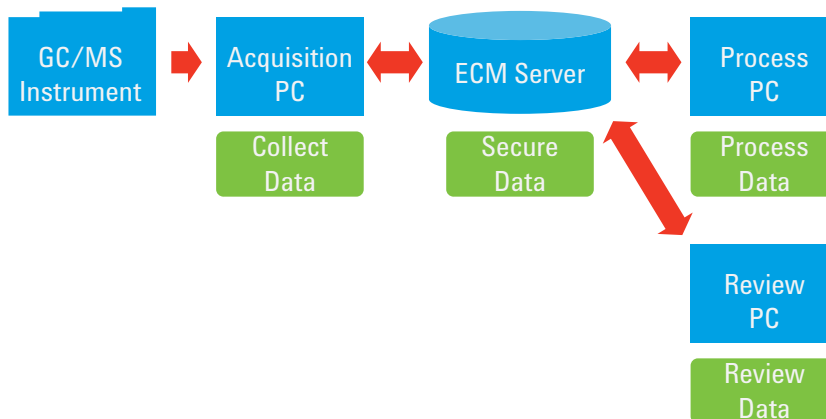 GC/MS
Instrument
Acquisition
PC
ECM Server
Process
PC
Collect
Data
Secure
Data
Process
Data
Review
PC
Review
Data